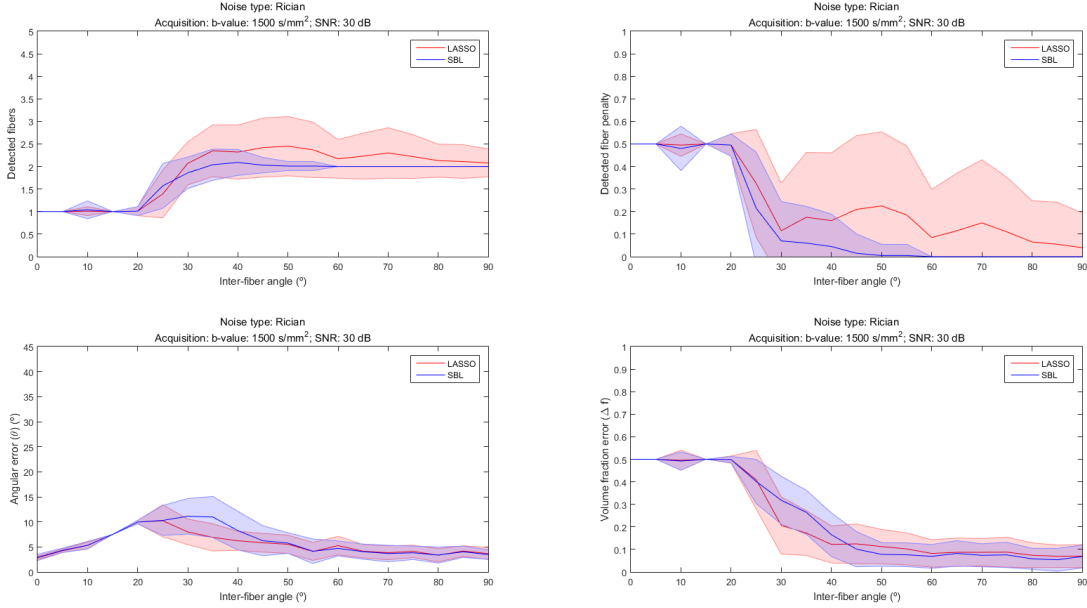 Noise type: Rician
Acquisition: b-value: 1500 s/mm²; SNR: 30 dB
5
4.5
4
3.5
3
2.5
2
1.5
1
0.5
0
Detected fibers
LASSO
SBL
0 10 20 30 40 50 60 70 80 90
Inter-fiber angle (º)
Noise type: Rician
Acquisition: b-value: 1500 s/mm²; SNR: 30 dB
1
0.9
0.8
0.7
0.6
0.5
0.4
0.3
0.2
0.1
0
Detected fiber penalty
LASSO
SBL
0 10 20 30 40 50 60 70 80 90
Inter-fiber angle (º)
Noise type: Rician
Acquisition: b-value: 1500 s/mm²; SNR: 30 dB
45
40
35
30
25
20
15
10
5
0
Angular error (θ) (º)
LASSO
SBL
0 10 20 30 40 50 60 70 80 90
Inter-fiber angle (º)
Noise type: Rician
Acquisition: b-value: 1500 s/mm²; SNR: 30 dB
1
0.9
0.8
0.7
0.6
0.5
0.4
0.3
0.2
0.1
0
Volume fraction error (Δ f)
LASSO
SBL
0 10 20 30 40 50 60 70 80 90
Inter-fiber angle (º)